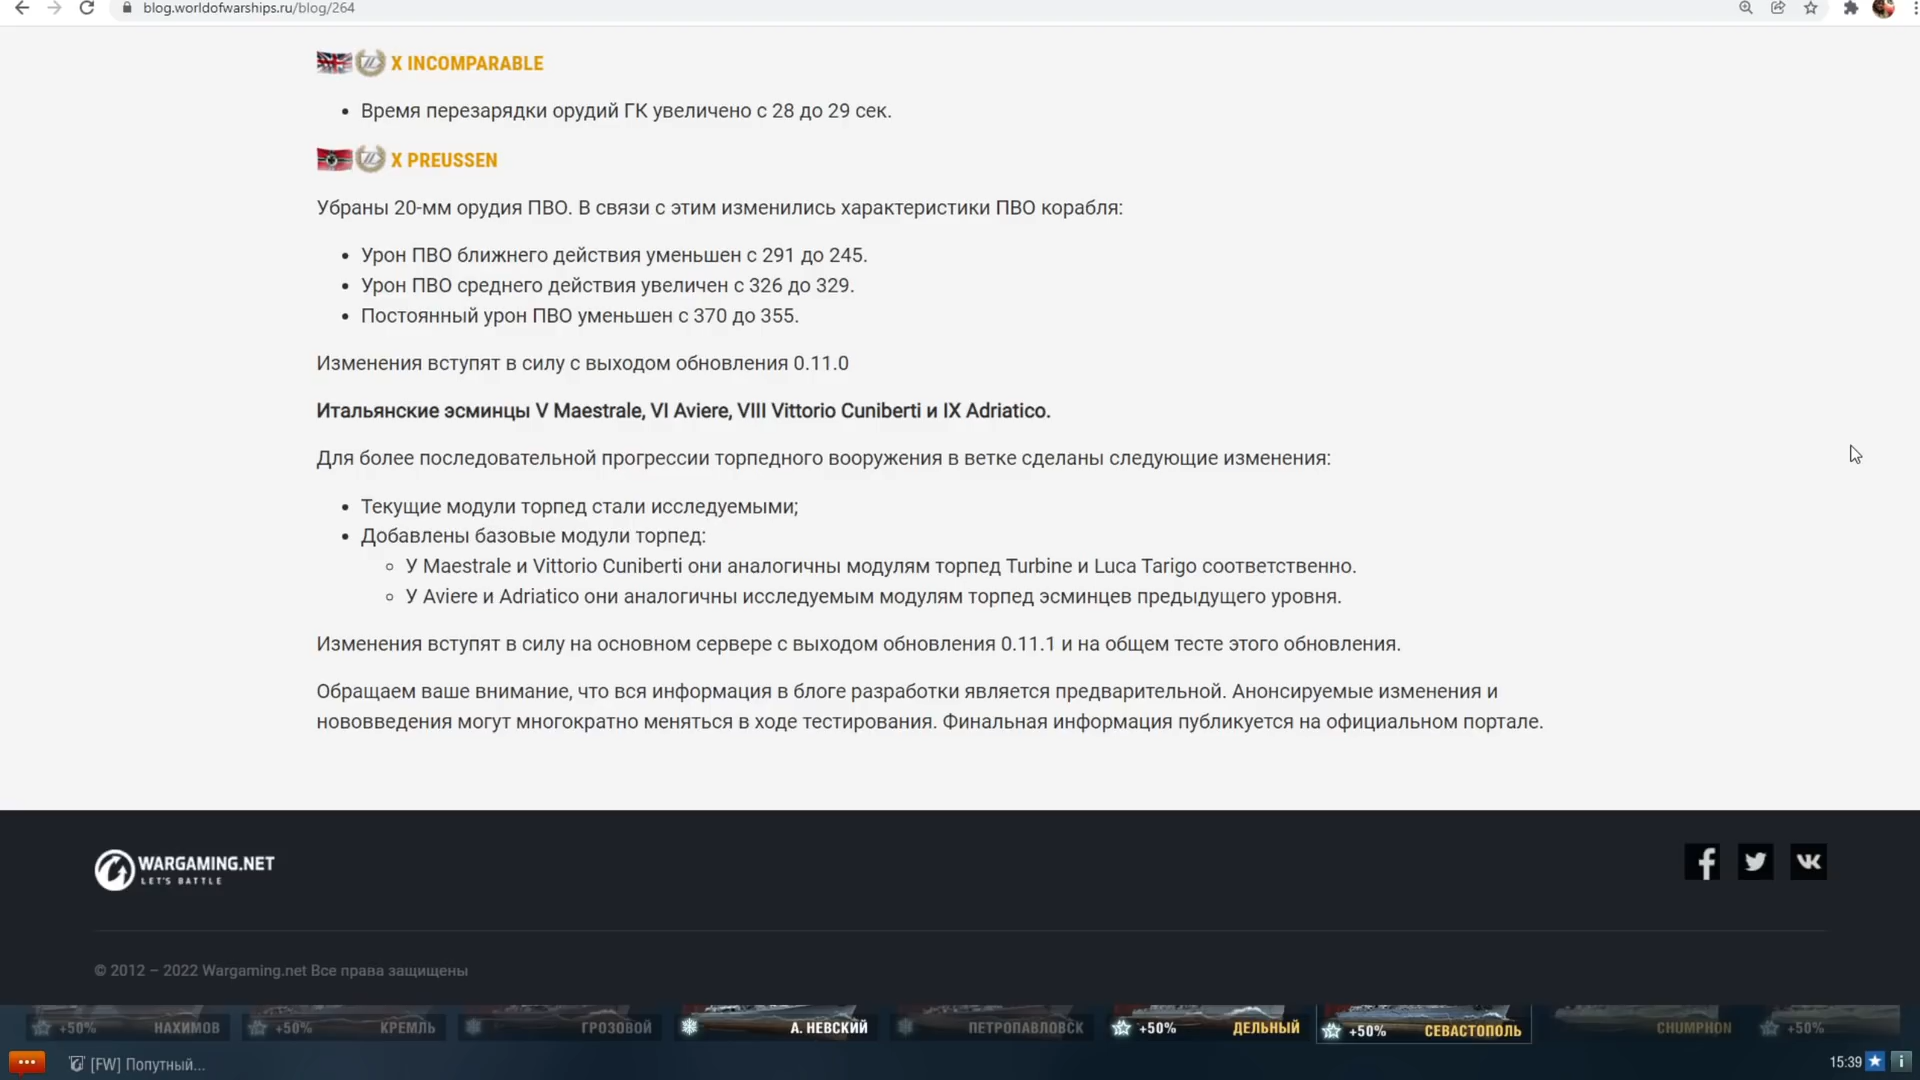 blog.worldofwarships.ru/blog/264
X INCOMPARABLE
• Время перезарядки орудий ГК увеличено с 28 до 29 сек.
X PREUSSEN
Убраны 20-мм орудия ПВО. В связи с этим изменились характеристики ПВО корабля:
• Урон ПВО ближнего действия уменьшен с 291 до 245.
• Урон ПВО среднего действия увеличен с 326 до 329.
• Постоянный урон ПВО уменьшен с 370 до 355.
Изменения вступят в силу с выходом обновления 0.11.0
Итальянские эсминцы V Maestrale, VI Aviere, VIII Vittorio Cuniberti и IX Adriatico.
Для более последовательной прогрессии торпедного вооружения в ветке сделаны следующие изменения:
• Текущие модули торпед стали исследуемыми;
• Добавлены базовые модули торпед:
◦ У Maestrale и Vittorio Cuniberti они аналогичны модулям торпед Turbine и Luca Tarigo соответственно.
◦ У Aviere и Adriatico они аналогичны исследуемым модулям торпед эсминцев предыдущего уровня.
Изменения вступят в силу на основном сервере с выходом обновления 0.11.1 и на общем тесте этого обновления.
Обращаем ваше внимание, что вся информация в блоге разработки является предварительной. Анонсируемые изменения и
нововведения могут многократно меняться в ходе тестирования. Финальная информация публикуется на официальном портале.
WARGAMING.NET
LET'S BATTLE
© 2012 – 2022 Wargaming.net Все права защищены
+50% НАХИМОВ +50% КРЕМЛЬ ГРОЗОВОЙ А. НЕВСКИЙ ПЕТРОПАВЛОВСК +50% ДЕЛЬНЫЙ +50% СЕВАСТОПОЛЬ CHUMPHON +50%
[FW] Попутный... 15:39